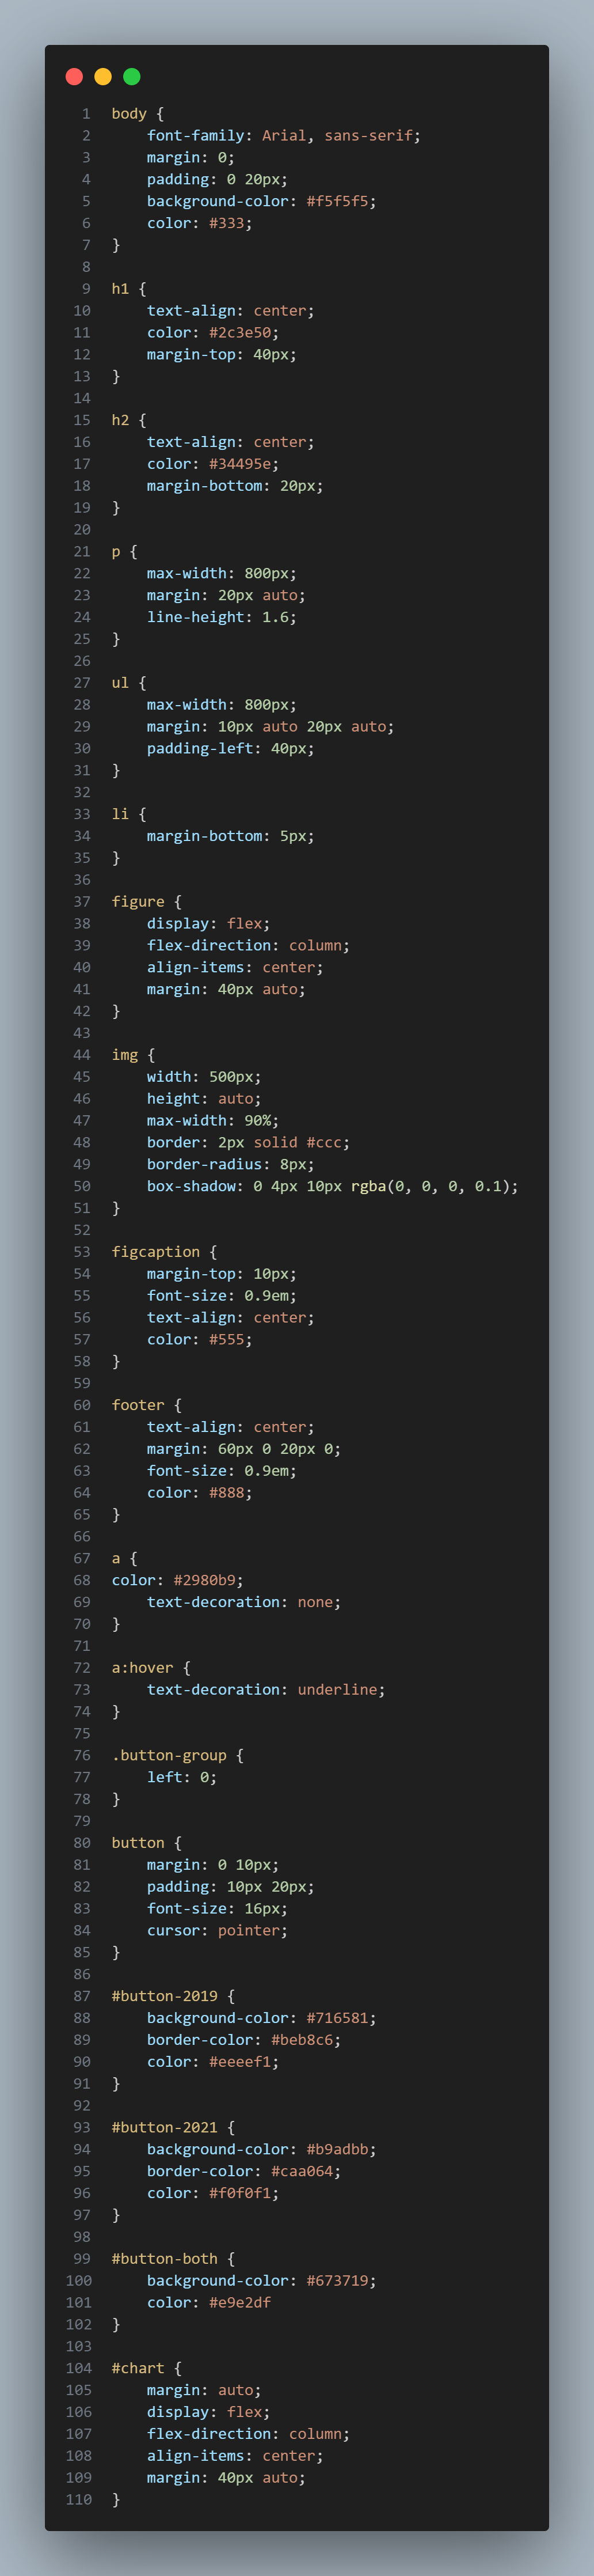 1 body {
2     font-family: Arial, sans-serif;
3     margin: 0;
4     padding: 0 20px;
5     background-color: #f5f5f5;
6     color: #333;
7 }
8
9 h1 {
10     text-align: center;
11     color: #2c3e50;
12     margin-top: 40px;
13 }
14
15 h2 {
16     text-align: center;
17     color: #34495e;
18     margin-bottom: 20px;
19 }
20
21 p {
22     max-width: 800px;
23     margin: 20px auto;
24     line-height: 1.6;
25 }
26
27 ul {
28     max-width: 800px;
29     margin: 10px auto 20px auto;
30     padding-left: 40px;
31 }
32
33 li {
34     margin-bottom: 5px;
35 }
36
37 figure {
38     display: flex;
39     flex-direction: column;
40     align-items: center;
41     margin: 40px auto;
42 }
43
44 img {
45     width: 500px;
46     height: auto;
47     max-width: 90%;
48     border: 2px solid #ccc;
49     border-radius: 8px;
50     box-shadow: 0 4px 10px rgba(0, 0, 0, 0.1);
51 }
52
53 figcaption {
54     margin-top: 10px;
55     font-size: 0.9em;
56     text-align: center;
57     color: #555;
58 }
59
60 footer {
61     text-align: center;
62     margin: 60px 0 20px 0;
63     font-size: 0.9em;
64     color: #888;
65 }
66
67 a {
68 color: #2980b9;
69     text-decoration: none;
70 }
71
72 a:hover {
73     text-decoration: underline;
74 }
75
76 .button-group {
77     left: 0;
78 }
79
80 button {
81     margin: 0 10px;
82     padding: 10px 20px;
83     font-size: 16px;
84     cursor: pointer;
85 }
86
87 #button-2019 {
88     background-color: #716581;
89     border-color: #beb8c6;
90     color: #eeeef1;
91 }
92
93 #button-2021 {
94     background-color: #b9adbb;
95     border-color: #caa064;
96     color: #f0f0f1;
97 }
98
99 #button-both {
100     background-color: #673719;
101     color: #e9e2df
102 }
103
104 #chart {
105     margin: auto;
106     display: flex;
107     flex-direction: column;
108     align-items: center;
109     margin: 40px auto;
110 }